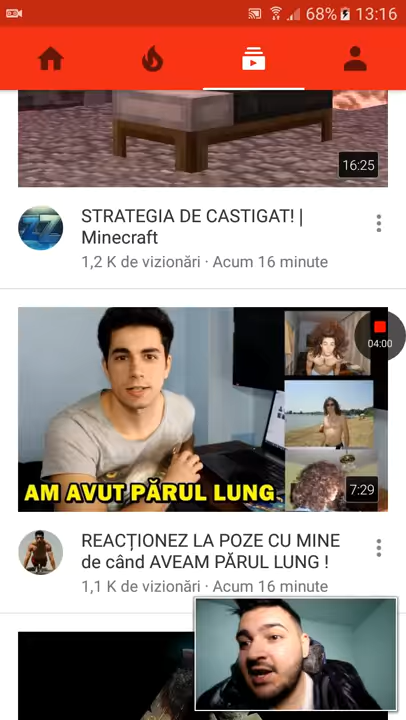 68% 13:16
16:25
STRATEGIA DE CASTIGAT! |
Minecraft
1,2 K de vizionări · Acum 16 minute
04:00
AM AVUT PĂRUL LUNG
7:29
REACȚIONEZ LA POZE CU MINE
de când AVEAM PĂRUL LUNG !
1,1 K de vizionări · Acum 16 minute